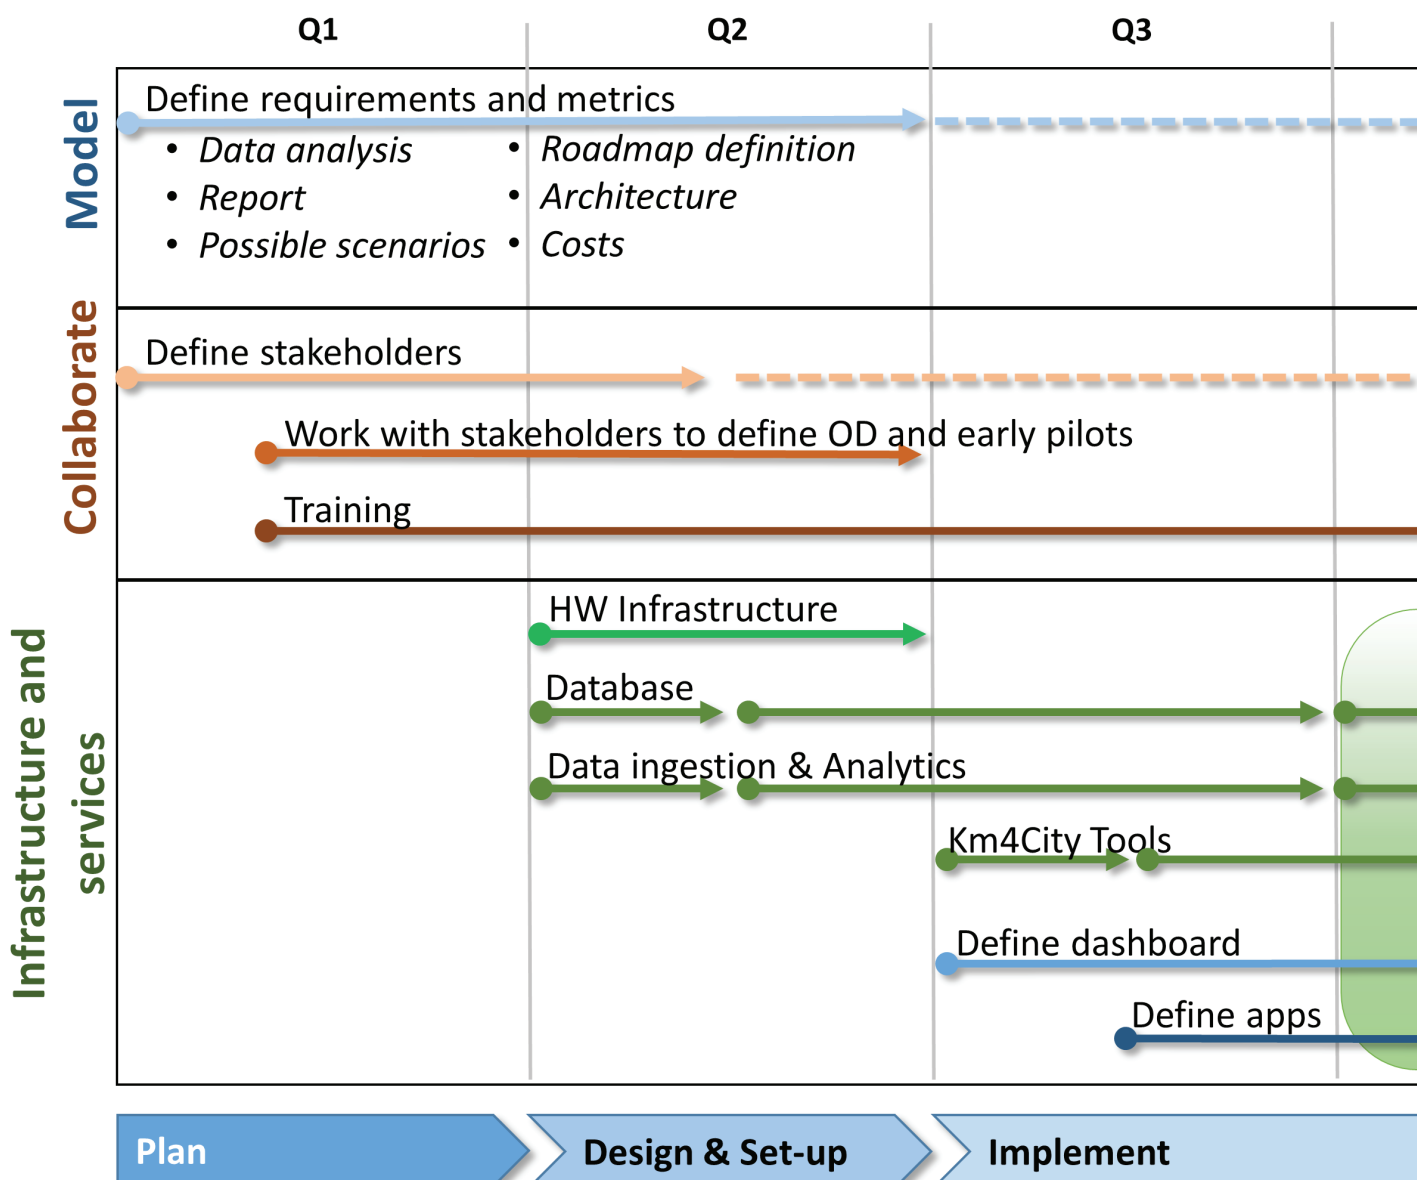 Q1
Q2
Q3
Model
Define requirements and metrics
• Data analysis
• Report
• Possible scenarios
• Roadmap definition
• Architecture
• Costs
Collaborate
Define stakeholders
Work with stakeholders to define OD and early pilots
Training
Infrastructure and
services
HW Infrastructure
Database
Data ingestion & Analytics
Km4City Tools
Define dashboard
Define apps
Plan
Design & Set-up
Implement